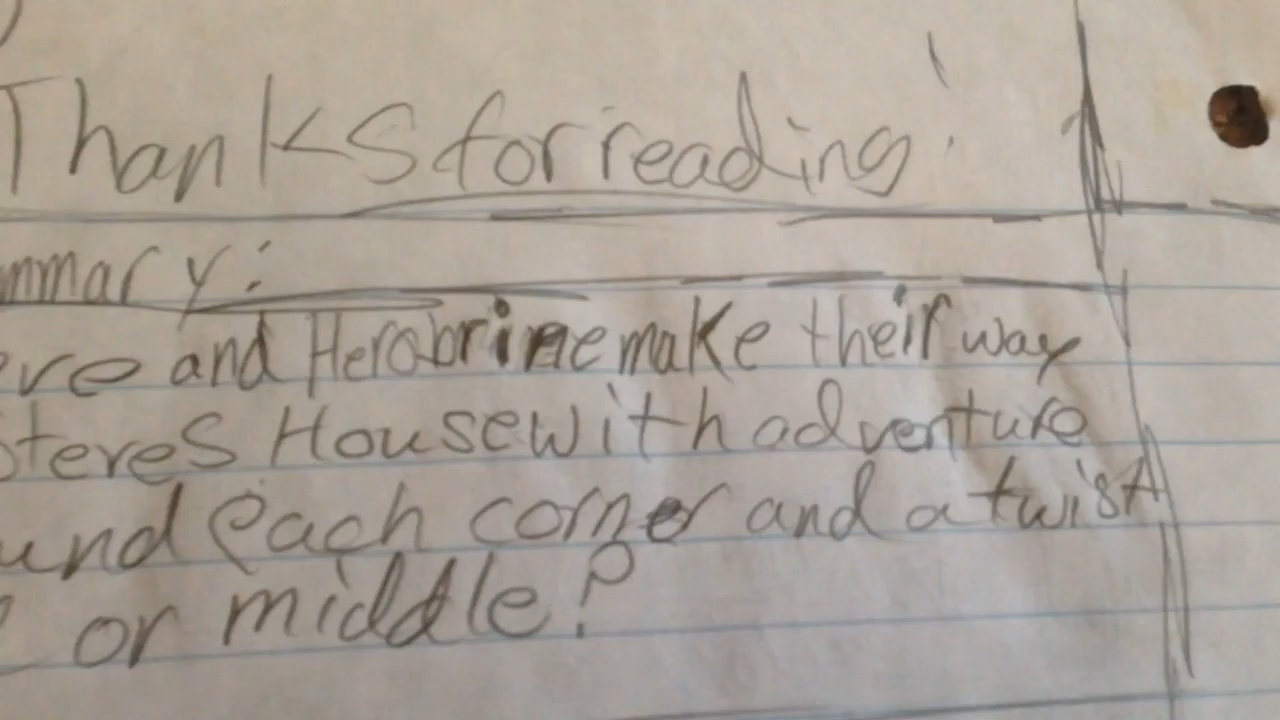 Thanks for reading!
mmary:
eve and Herobrine make their way
Steves House with adventure
und each corner and a twist
or middle?